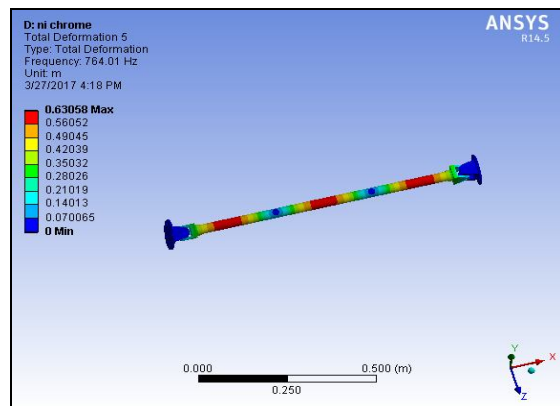 D: ni chrome
Total Deformation 5
Type: Total Deformation
Frequency: 764.01 Hz
Unit: m
3/27/2017 4:18 PM
0.63058 Max
0.56052
0.49045
0.42039
0.35032
0.28026
0.21019
0.14013
0.070065
0 Min
ANSYS
R14.5
0.000
0.500 (m)
0.250
Y
X
Z